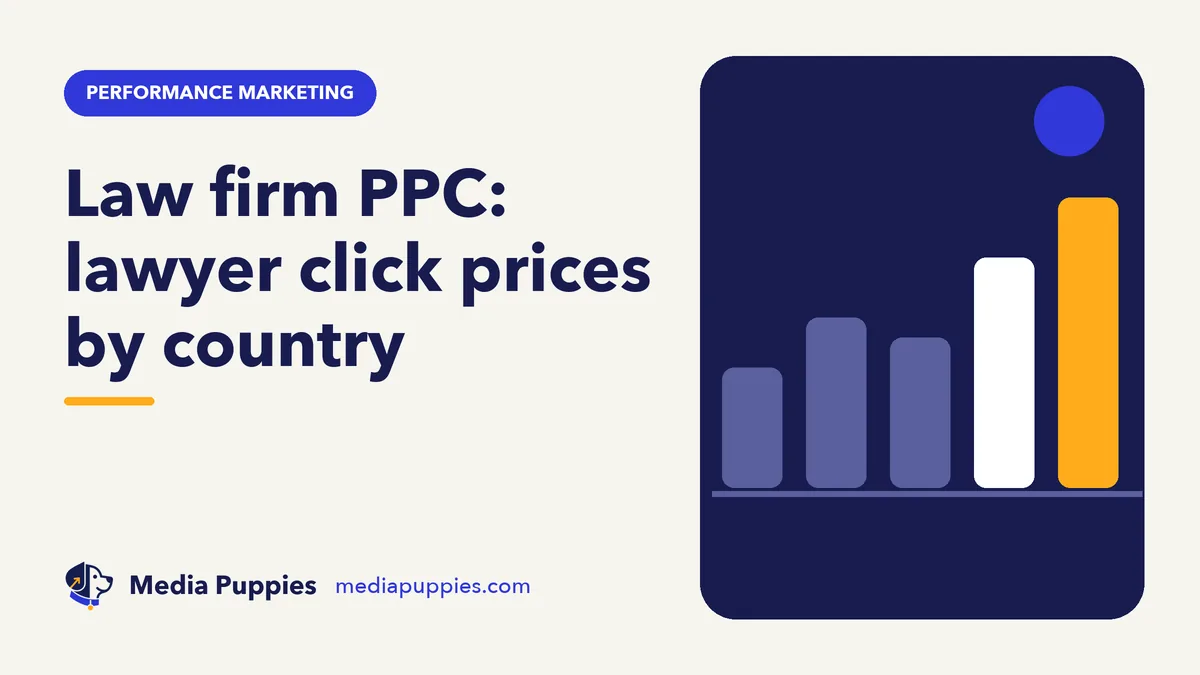 PERFORMANCE MARKETING
Law firm PPC:
lawyer click prices
by country
Media Puppies
mediapuppies.com